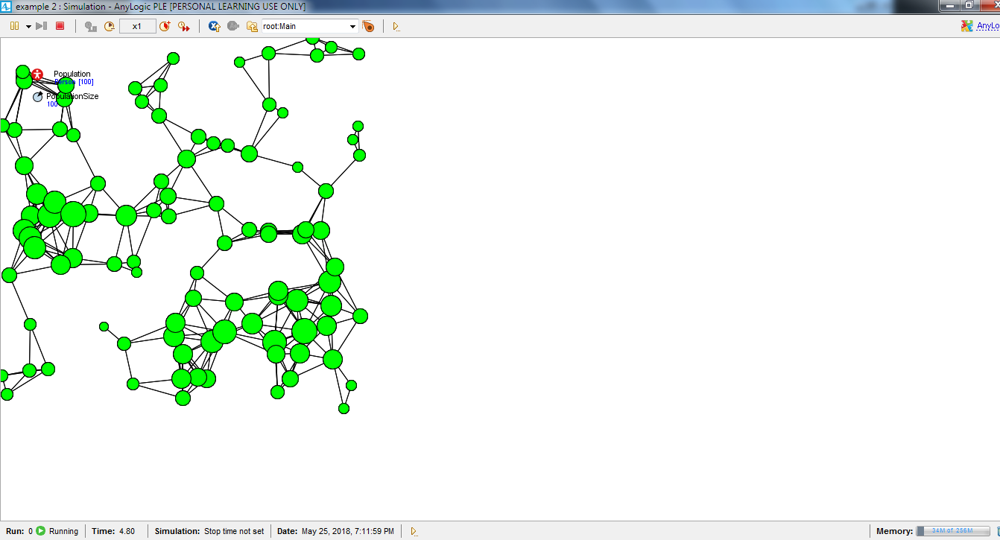 example 2 : Simulation - AnyLogic PLE [PERSONAL LEARNING USE ONLY]
x1
root:Main
AnyLo
Population
Person [100]
PopulationSize
100
Run: 0 Running Time: 4.80 Simulation: Stop time not set Date: May 25, 2018, 7:11:59 PM Memory: 34M of 256M